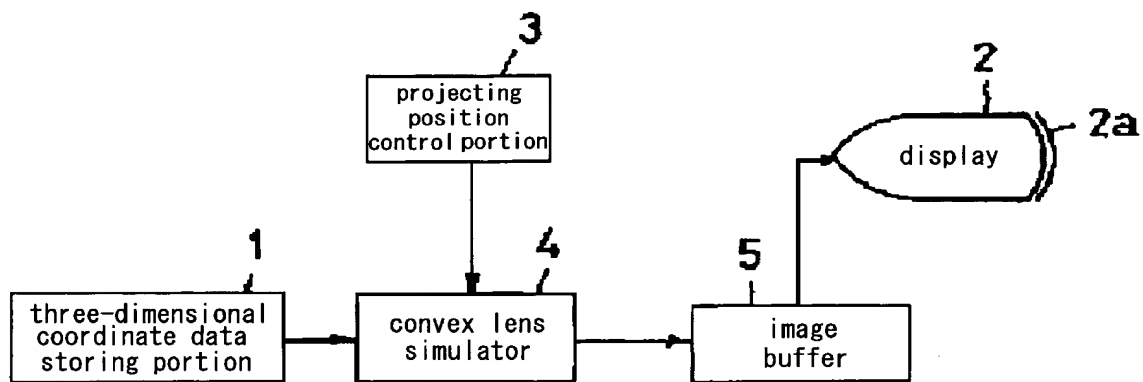 3
projecting
position
control portion
2
2a
display
1
three-dimensional
coordinate data
storing portion
4
convex lens
simulator
5
image
buffer